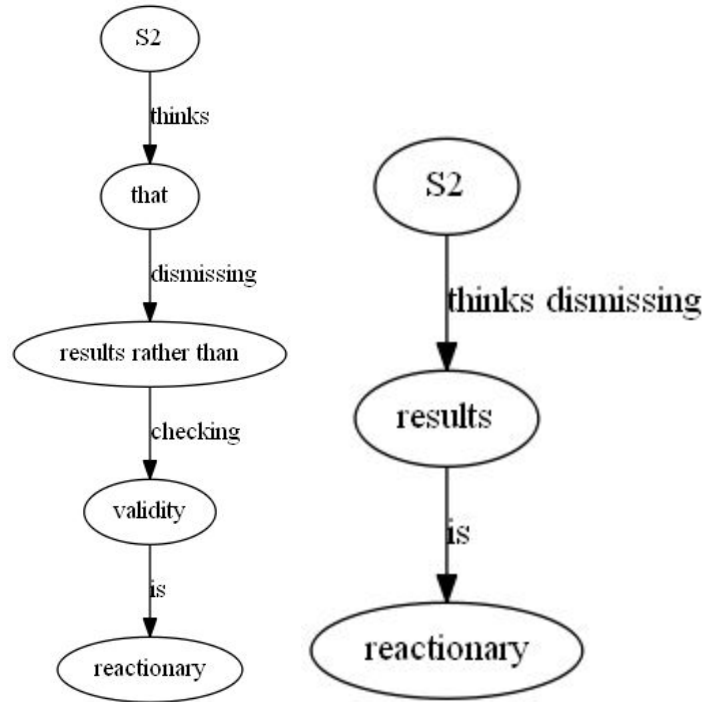 S2
thinks
that
dismissing
results rather than
checking
validity
is
reactionary
S2
thinks dismissing
results
is
reactionary